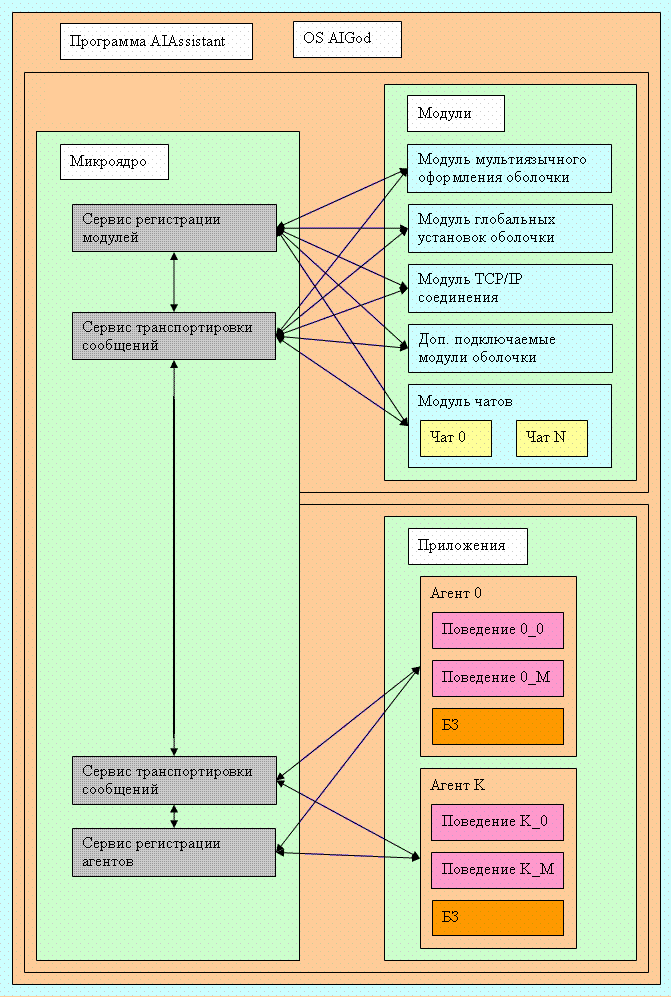 Программа AIAssistant
OS AIGod
Модули
Микроядро
Модуль мультиязычного
оформления оболочки
Сервис регистрации
модулей
Модуль глобальных
установок оболочки
Модуль TCP/IP
соединения
Сервис транспортировки
сообщений
Доп. подключаемые
модули оболочки
Модуль чатов
Чат 0
Чат N
Приложения
Агент 0
Поведение 0_0
Поведение 0_M
БЗ
Сервис транспортировки
сообщений
Агент K
Поведение K_0
Сервис регистрации
агентов
Поведение K_M
БЗ